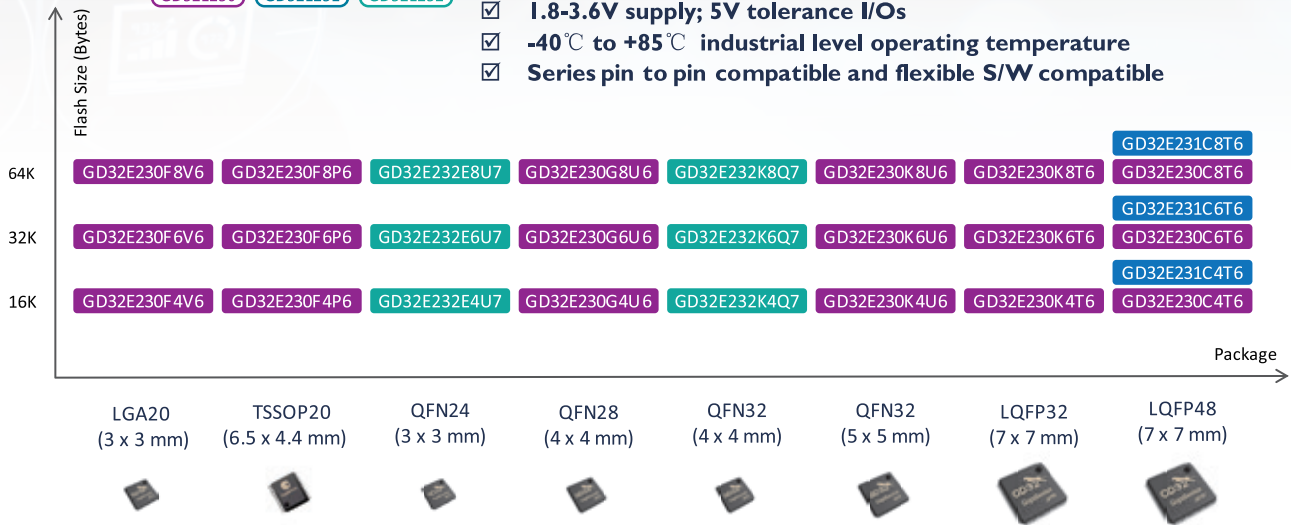 1.8-3.6V supply; 5V tolerance I/Os
-40℃ to +85℃ industrial level operating temperature
Series pin to pin compatible and flexible S/W compatible
Flash Size (Bytes)
GD32E231C8T6
64K GD32E230F8V6 GD32E230F8P6 GD32E232E8U7 GD32E230G8U6 GD32E232K8Q7 GD32E230K8U6 GD32E230K8T6 GD32E230C8T6
GD32E231C6T6
32K GD32E230F6V6 GD32E230F6P6 GD32E232E6U7 GD32E230G6U6 GD32E232K6Q7 GD32E230K6U6 GD32E230K6T6 GD32E230C6T6
GD32E231C4T6
16K GD32E230F4V6 GD32E230F4P6 GD32E232E4U7 GD32E230G4U6 GD32E232K4Q7 GD32E230K4U6 GD32E230K4T6 GD32E230C4T6
Package
LGA20 TSSOP20 QFN24 QFN28 QFN32 QFN32 LQFP32 LQFP48
(3 x 3 mm) (6.5 x 4.4 mm) (3 x 3 mm) (4 x 4 mm) (4 x 4 mm) (5 x 5 mm) (7 x 7 mm) (7 x 7 mm)
GD32 GD32